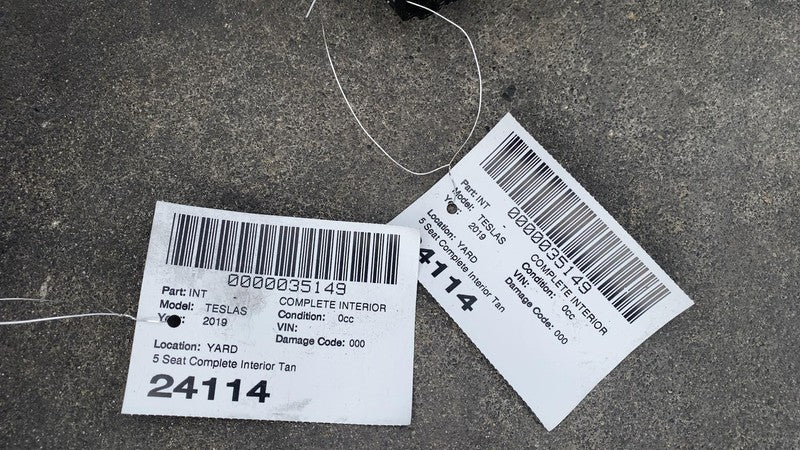 0000035149
Part: INT COMPLETE INTERIOR
Model: TESLAS Condition: 0cc
2019 VIN:
Damage Code: 000
Location: YARD
5 Seat Complete Interior Tan
24114
0000035149
Part: INT COMPLETE INTERIOR
Model: TESLAS Condition: 0cc
2019 VIN:
Damage Code: 000
Location: YARD
5 Seat Complete Interior Tan
4114